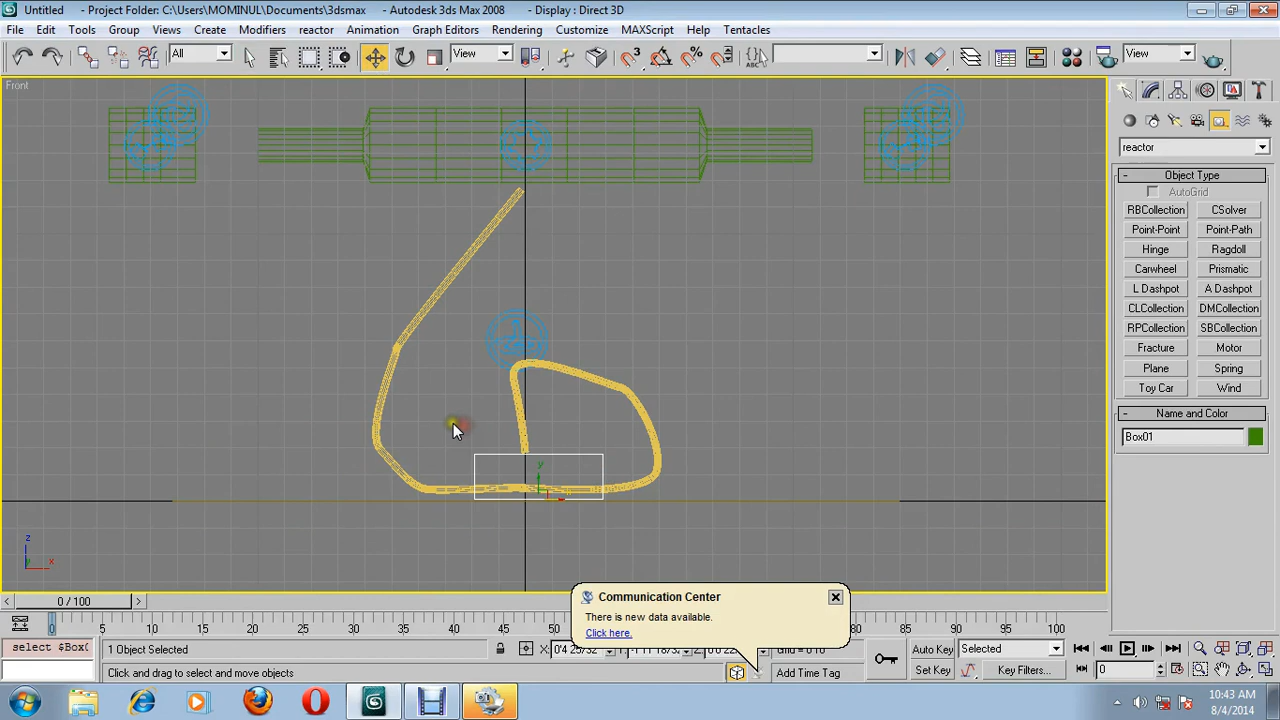 Untitled - Project Folder: C:\Users\MOMINUL\Documents\3dsmax - Autodesk 3ds Max 2008 - Display : Direct 3D
File Edit Tools Group Views Create Modifiers reactor Animation Graph Editors Rendering Customize MAXScript Help Tentacles
All View View
Front
reactor
- Object Type
AutoGrid
RBCollection CSolver
Point-Point Point-Path
Hinge Ragdoll
Carwheel Prismatic
L Dashpot A Dashpot
CLCollection DMCollection
RPCollection SBCollection
Fracture Motor
Plane Spring
Toy Car Wind
- Name and Color
Box01
y
z
x
Communication Center
There is new data available.
Click here.
0 / 100
0 5 10 15 20 25 30 35 40 45 50 85 90 95 100
select $Box(
1 Object Selected X: 0'4 25/32
Auto Key Selected
Click and drag to select and move objects Add Time Tag Set Key Key Filters... 0
10:43 AM
8/4/2014